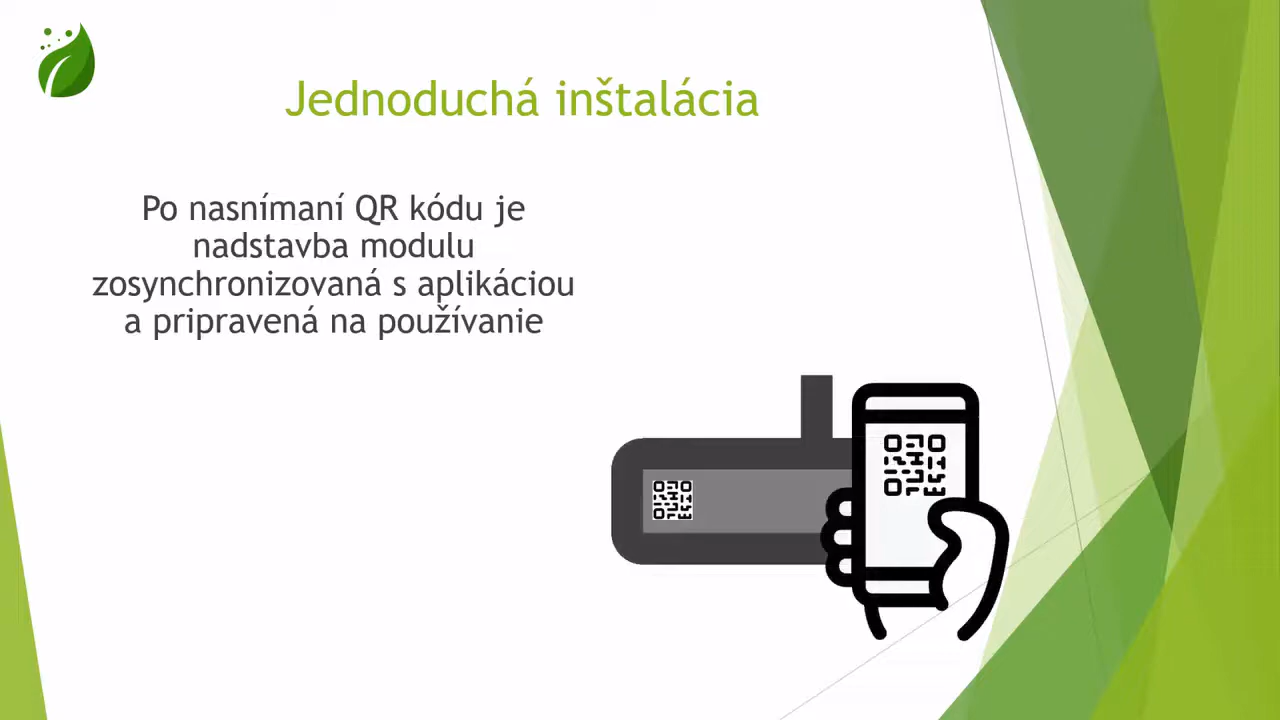 Jednoduchá inštalácia
Po nasnímaní QR kódu je
nadstavba modulu
zosynchronizovaná s aplikáciou
a pripravená na používanie